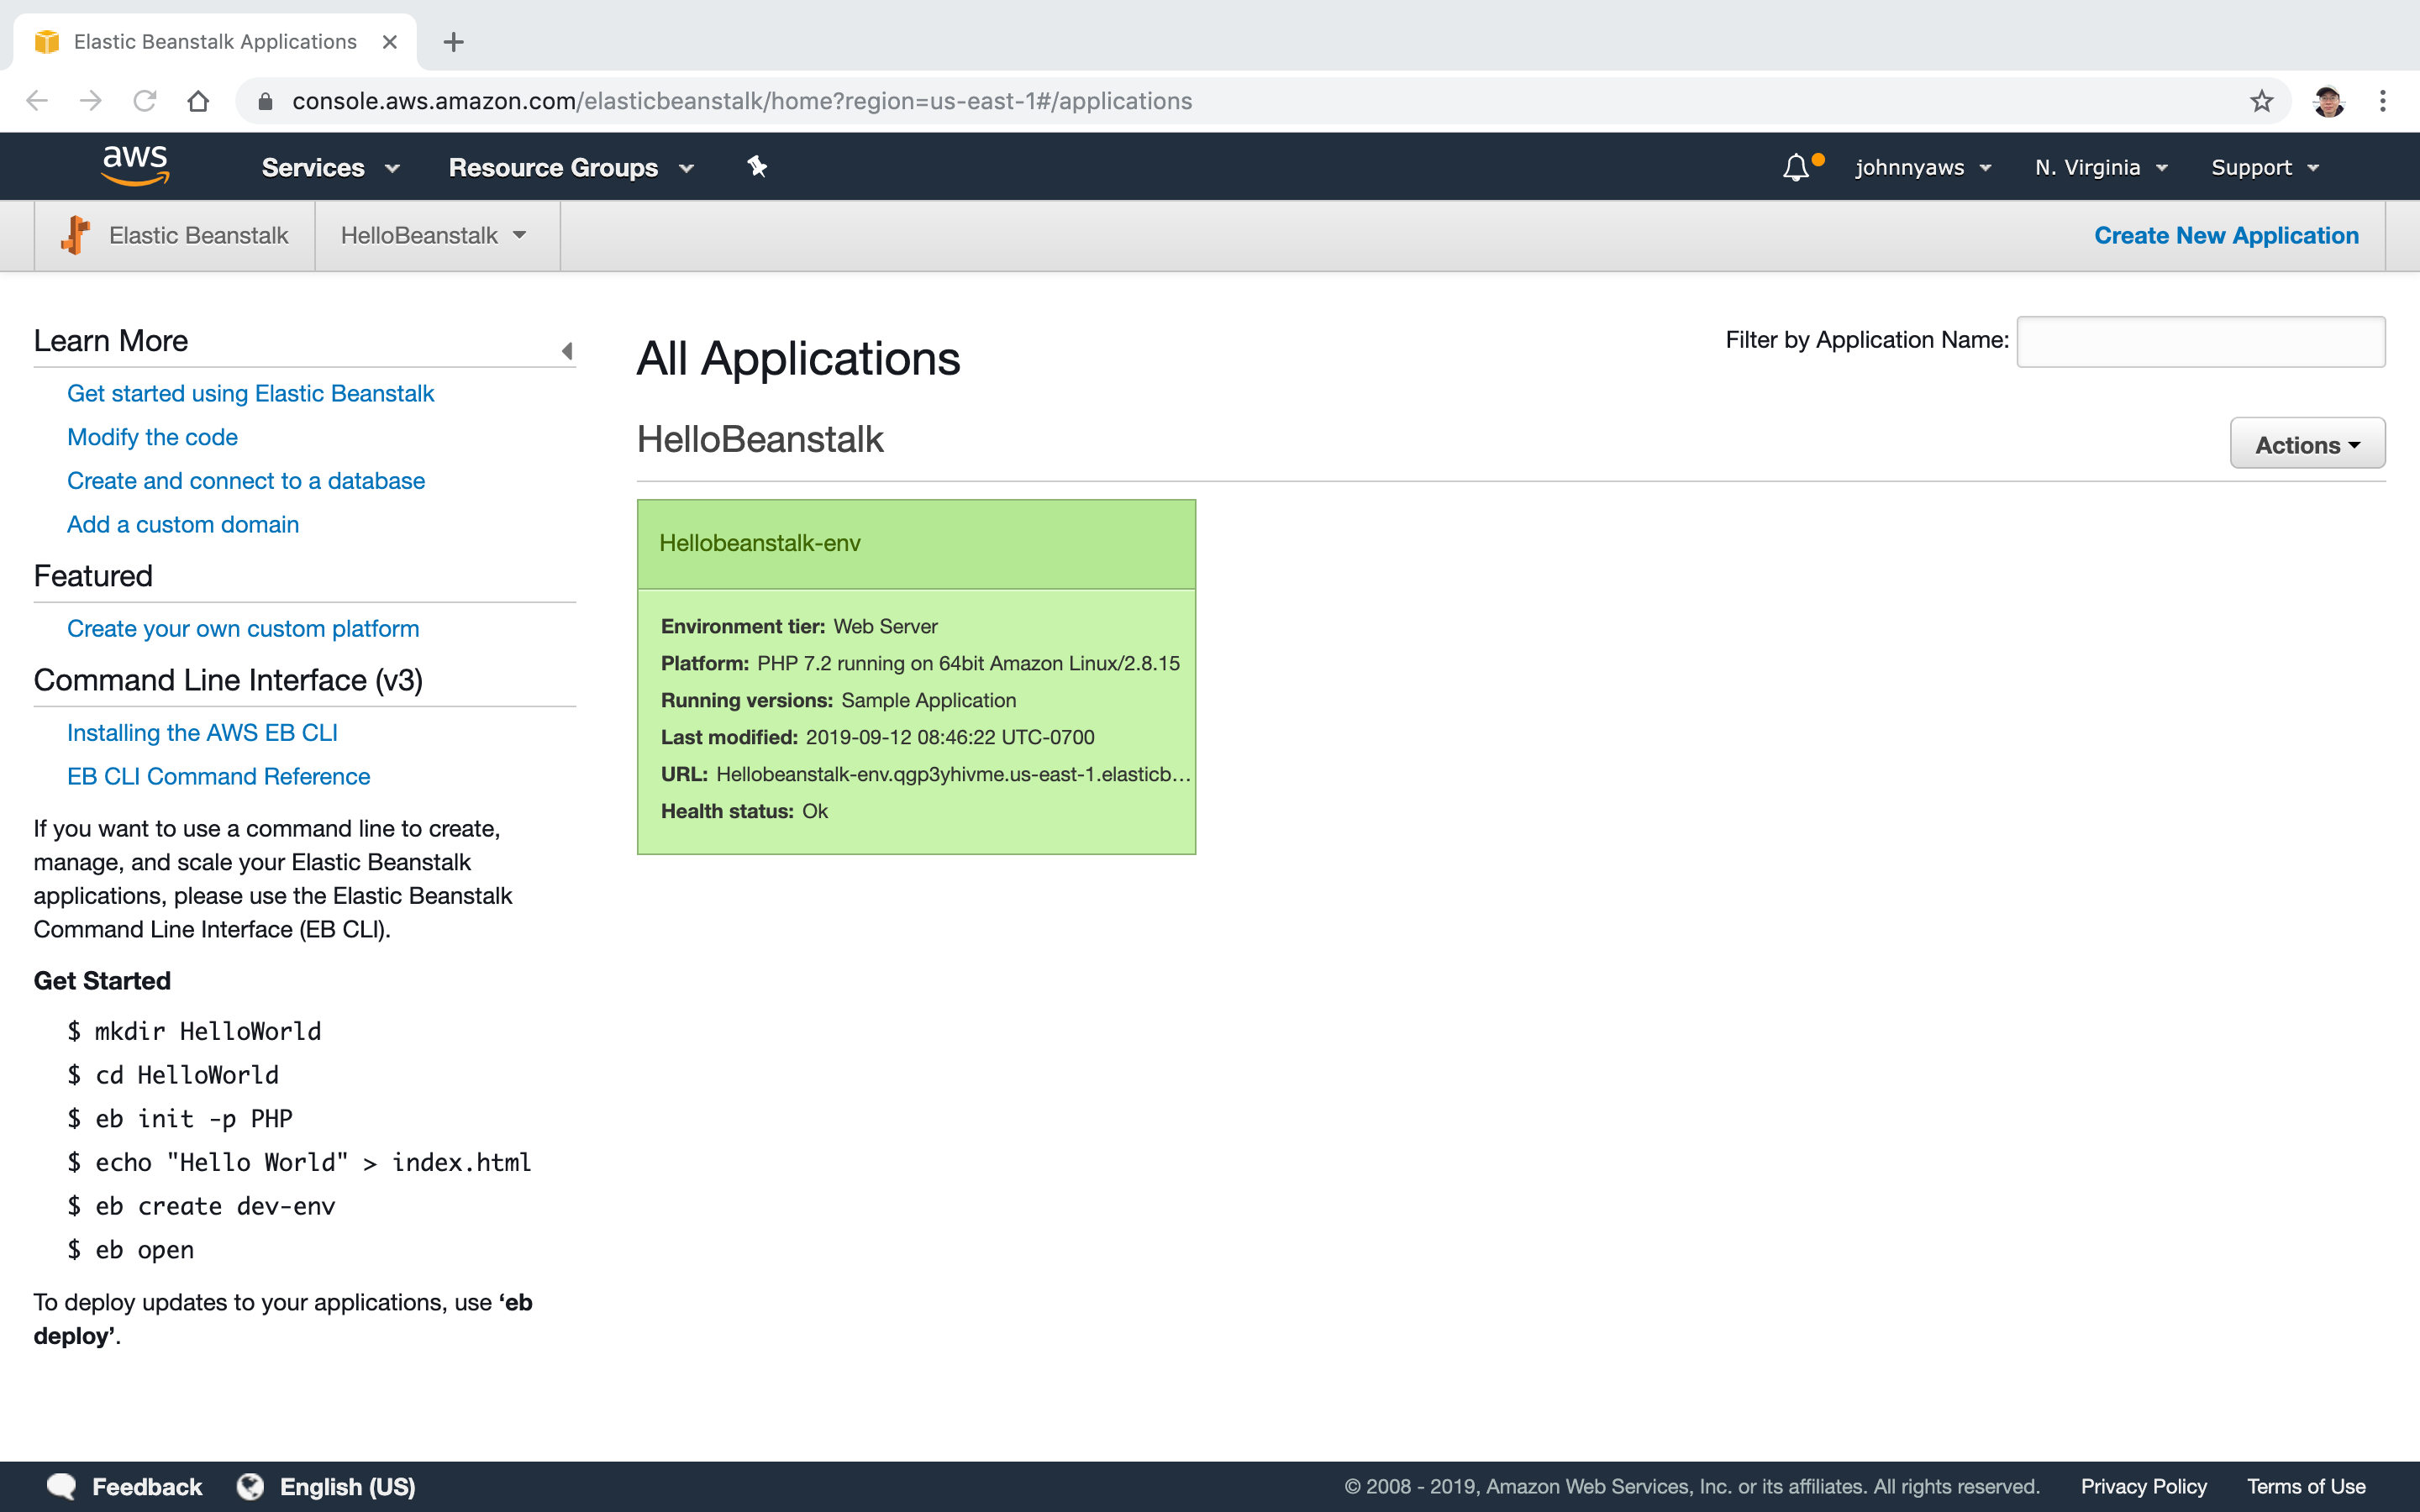 Elastic Beanstalk Applications
console.aws.amazon.com/elasticbeanstalk/home?region=us-east-1#/applications
aws Services Resource Groups johnnyaws N. Virginia Support
Elastic Beanstalk HelloBeanstalk Create New Application
Learn More
Get started using Elastic Beanstalk
Modify the code
Create and connect to a database
Add a custom domain
Featured
Create your own custom platform
Command Line Interface (v3)
Installing the AWS EB CLI
EB CLI Command Reference
If you want to use a command line to create,
manage, and scale your Elastic Beanstalk
applications, please use the Elastic Beanstalk
Command Line Interface (EB CLI).
Get Started
$ mkdir HelloWorld
$ cd HelloWorld
$ eb init -p PHP
$ echo "Hello World" > index.html
$ eb create dev-env
$ eb open
To deploy updates to your applications, use ‘eb
deploy’.
All Applications
Filter by Application Name:
HelloBeanstalk
Actions
Hellobeanstalk-env
Environment tier: Web Server
Platform: PHP 7.2 running on 64bit Amazon Linux/2.8.15
Running versions: Sample Application
Last modified: 2019-09-12 08:46:22 UTC-0700
URL: Hellobeanstalk-env.qgp3yhivme.us-east-1.elasticb...
Health status: Ok
Feedback English (US) © 2008 - 2019, Amazon Web Services, Inc. or its affiliates. All rights reserved. Privacy Policy Terms of Use